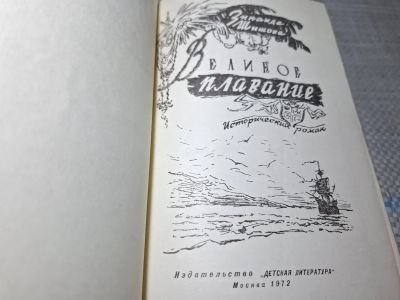 Зинаида
Шишова
Великое
плавание
Исторический роман
Издательство „ДЕТСКАЯ ЛИТЕРАТУРА"
Москва 1972